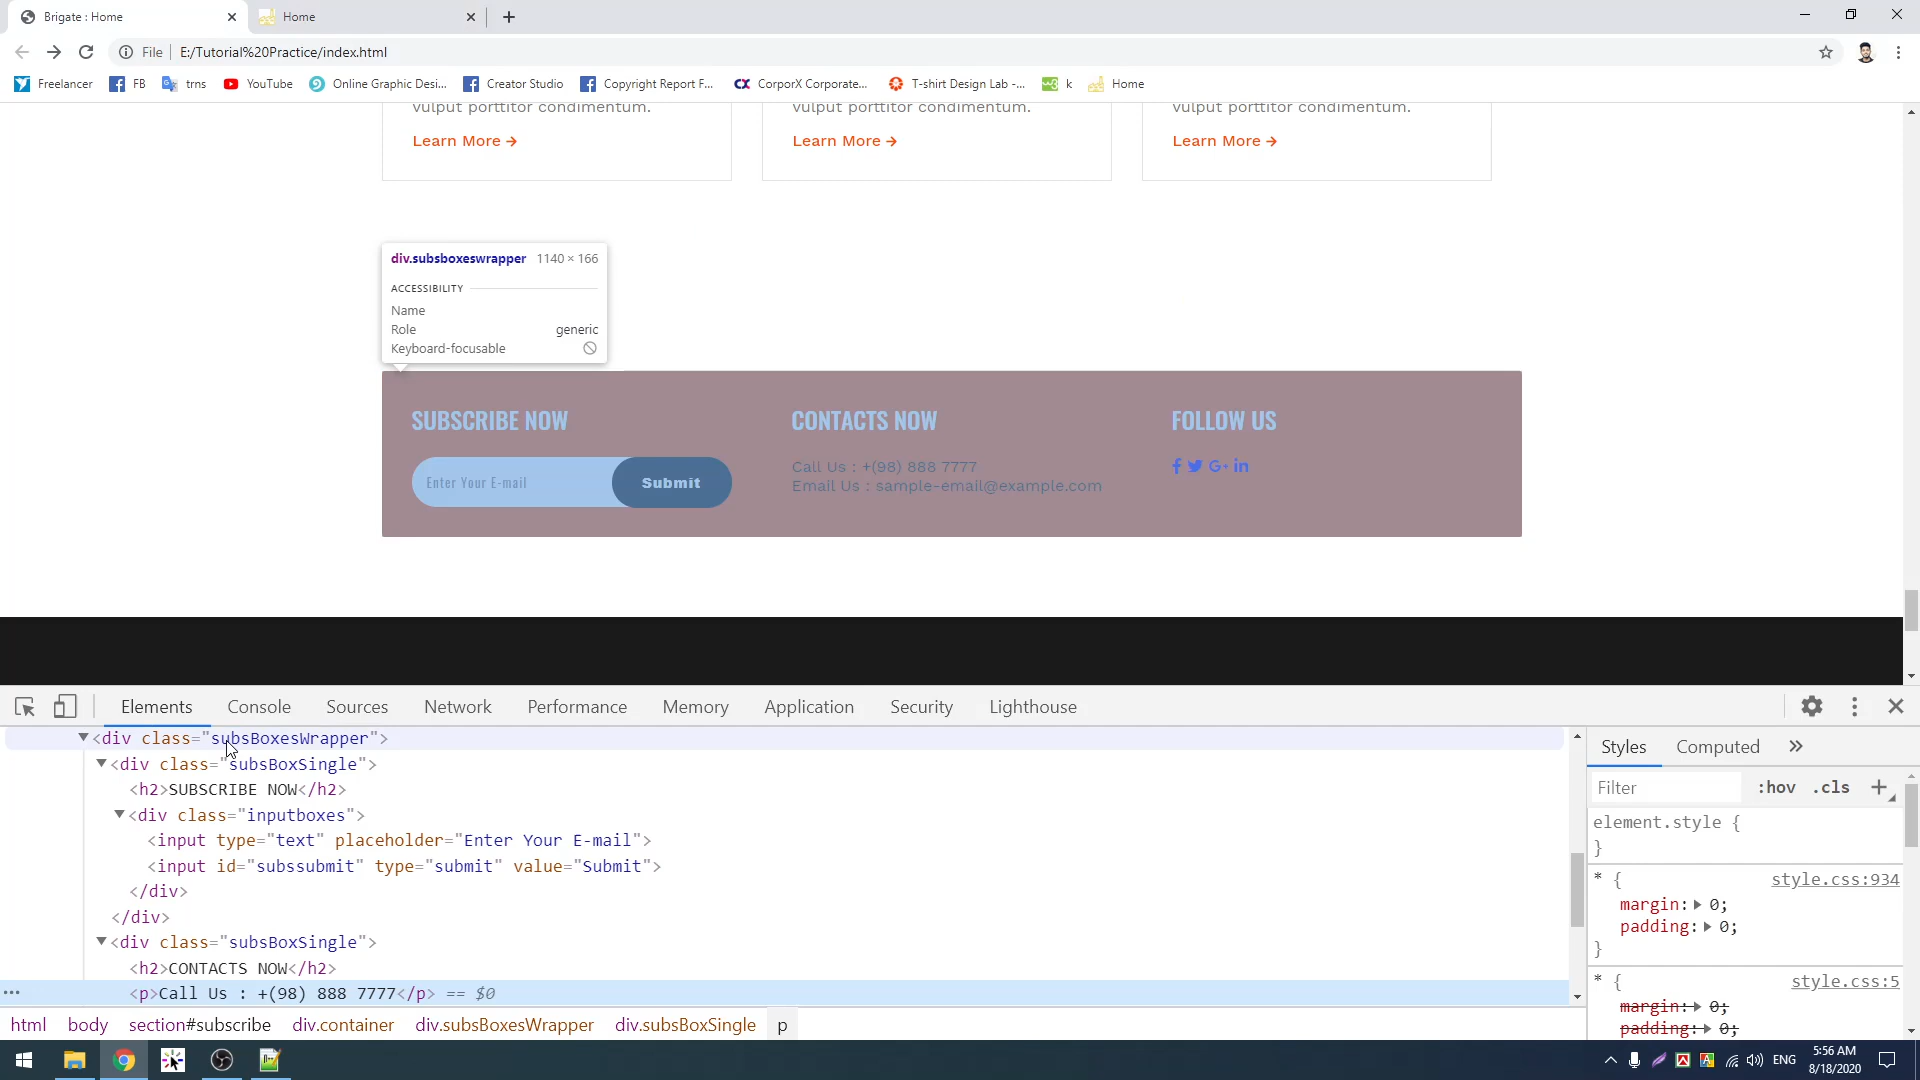 Brigate : Home
Home
File
E:/Tutorial%20Practice/index.html
Freelancer
FB
trns
YouTube
Online Graphic Desi...
Creator Studio
Copyright Report F...
CX CorporX Corporate...
T-shirt Design Lab -...
k
Home
vulput porttitor condimentum.
vulput porttitor condimentum.
vulput porttitor condimentum.
Learn More →
Learn More →
Learn More →
div.subsboxeswrapper 1140 × 166
ACCESSIBILITY
Name
Role generic
Keyboard-focusable
SUBSCRIBE NOW
CONTACTS NOW
FOLLOW US
Enter Your E-mail
Submit
Call Us : +(98) 888 7777
Email Us : sample-email@example.com
Elements
Console
Sources
Network
Performance
Memory
Application
Security
Lighthouse
<div class="subsBoxesWrapper">
<div class="subsBoxSingle">
<h2>SUBSCRIBE NOW</h2>
<div class="inputboxes">
<input type="text" placeholder="Enter Your E-mail">
<input id="subssubmit" type="submit" value="Submit">
</div>
</div>
<div class="subsBoxSingle">
<h2>CONTACTS NOW</h2>
<p>Call Us : +(98) 888 7777</p> == $0
html
body
section#subscribe
div.container
div.subsBoxesWrapper
div.subsBoxSingle
p
Styles
Computed
»
Filter
:hov
.cls
element.style {
}
* { style.css:934
margin: 0;
padding: 0;
}
* { style.css:5
margin: 0;
padding: 0;
ENG
5:56 AM
8/18/2020